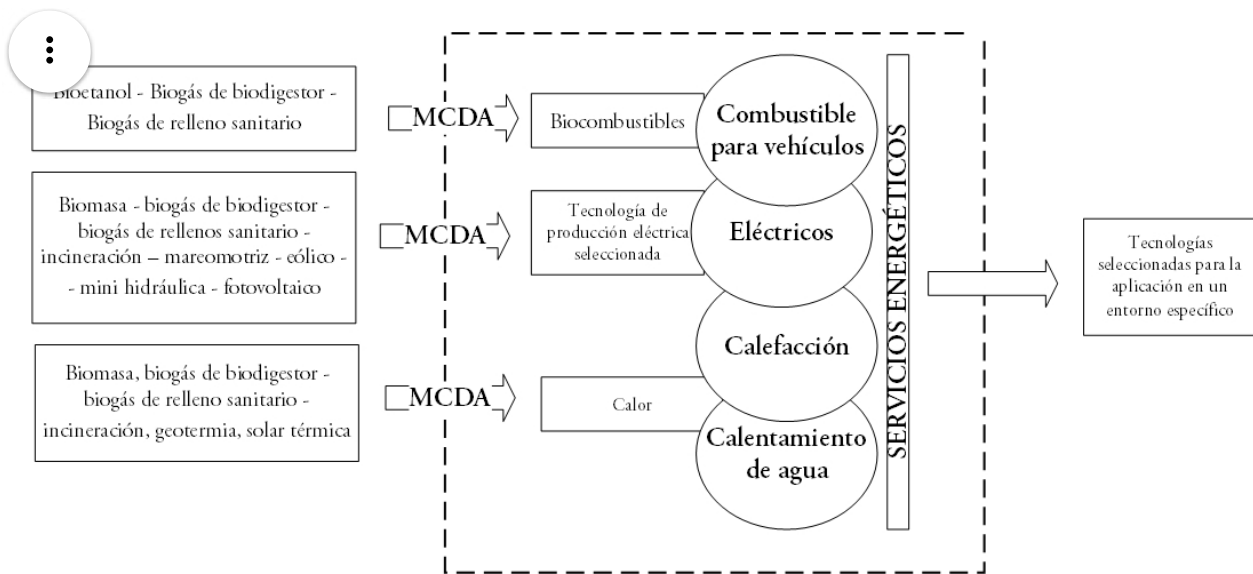 Bioetanol - Biogás de biodigestor -
Biogás de relleno sanitario
MCDA
Biocombustibles
Combustible
para vehículos
Biomasa - biogás de biodigestor -
biogás de rellenos sanitario -
incineración – mareomotriz - eólico -
- mini hidráulica - fotovoltaico
MCDA
Tecnología de
producción eléctrica
seleccionada
Eléctricos
Biomasa, biogás de biodigestor -
biogás de relleno sanitario -
incineración, geotermia, solar térmica
MCDA
Calor
Calefacción
Calentamiento
de agua
SERVICIOS ENERGÉTICOS
Tecnologías
seleccionadas para la
aplicación en un
entorno específico